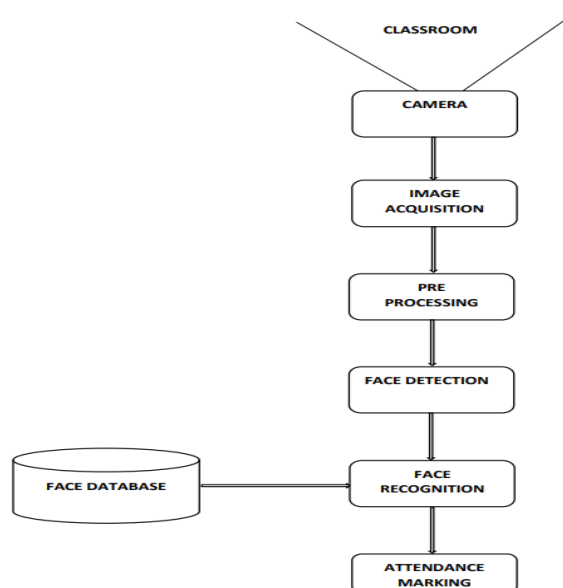 CLASSROOM
CAMERA
IMAGE
ACQUISITION
PRE
PROCESSING
FACE DETECTION
FACE DATABASE
FACE
RECOGNITION
ATTENDANCE
MARKING